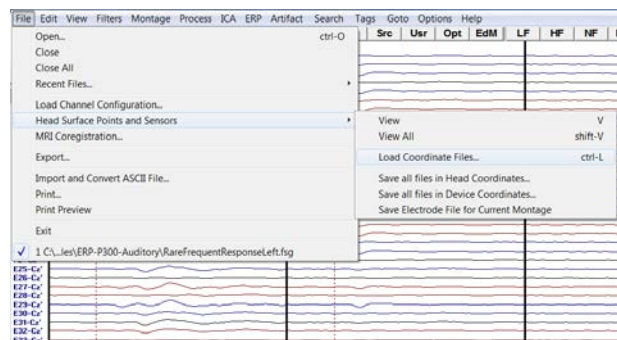 File Edit View Filters Montage Process ICA ERP Artifact Search Tags Goto Options Help
Src Usr Opt EdM LF HF NF
Open... ctrl-O
Close
Close All
Recent Files...
Load Channel Configuration...
Head Surface Points and Sensors
MRI Coregistration...
Export...
Import and Convert ASCII File...
Print...
Print Preview
Exit
1 C:\...les\ERP-P300-Auditory\RareFrequentResponseLeft.fsg
View V
View All shift-V
Load Coordinate Files... ctrl-L
Save all files in Head Coordinates...
Save all files in Device Coordinates...
Save Electrode File for Current Montage
E25-Cz'
E26-Cz'
E27-Cz'
E28-Cz'
E29-Cz'
E30-Cz'
E31-Cz'
E32-Cz'